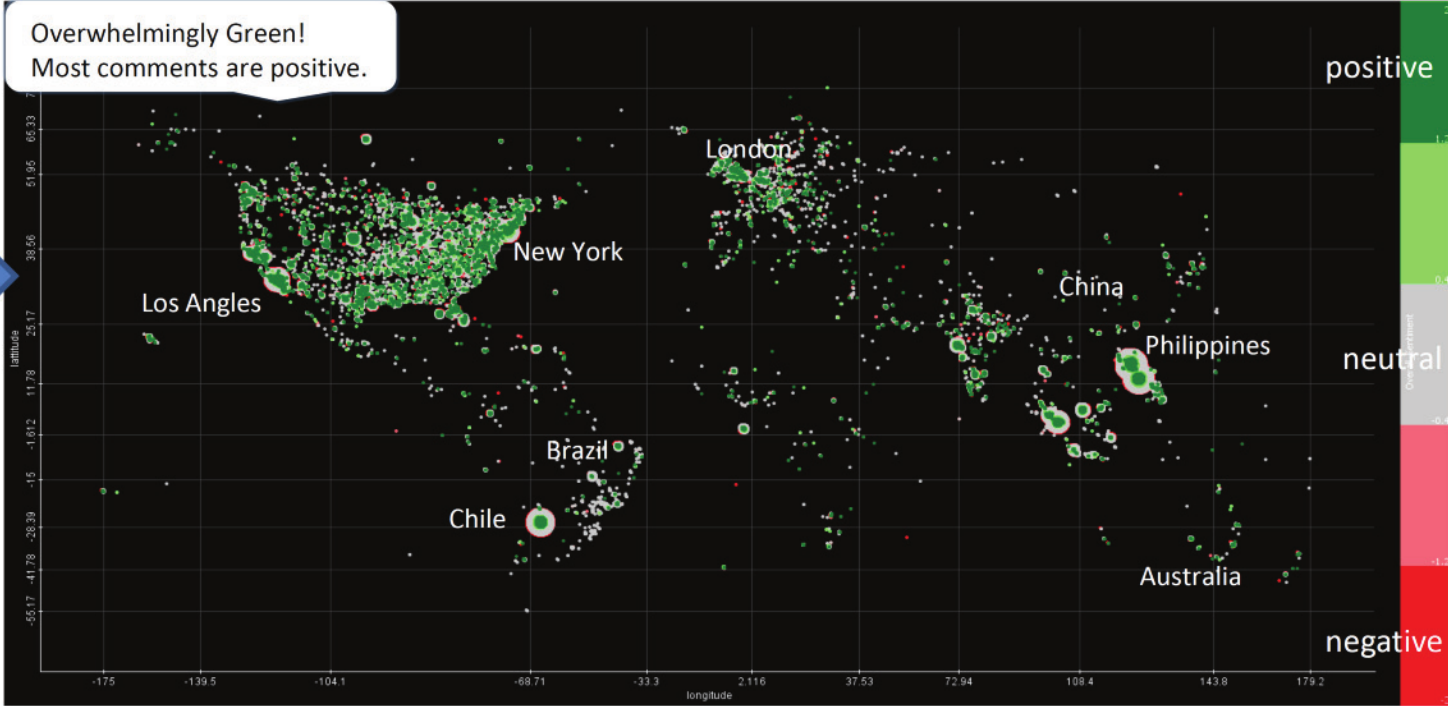 Overwhelmingly Green!
Most comments are positive.
positive
London
New York
Los Angles
China
Philippines
neutral
Brazil
Chile
Australia
negative
65.33
51.95
38.56
25.17
11.78
-1.612
-15
-28.39
-41.78
-55.17
lattitude
-175
-139.5
-104.1
-68.71
-33.3
2.116
37.53
72.94
108.4
143.8
179.2
longitude